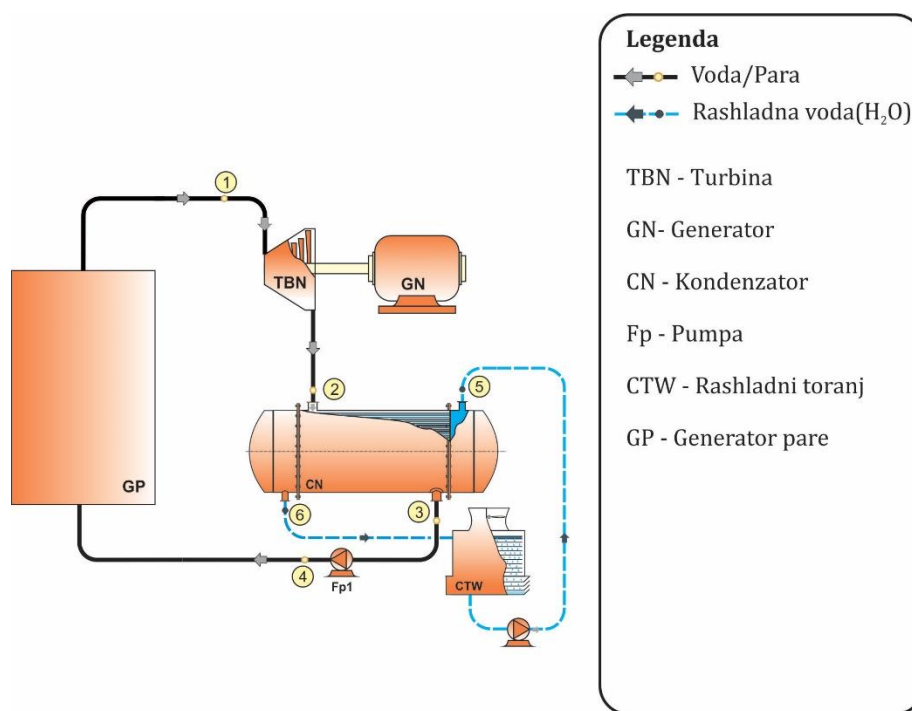 Legenda
Voda/Para
Rashladna voda(H₂O)
TBN - Turbina
GN- Generator
CN - Kondenzator
Fp - Pumpa
CTW - Rashladni toranj
GP - Generator pare
1
TBN
GN
2
5
GP
CN
3
6
4
Fp1
CTW